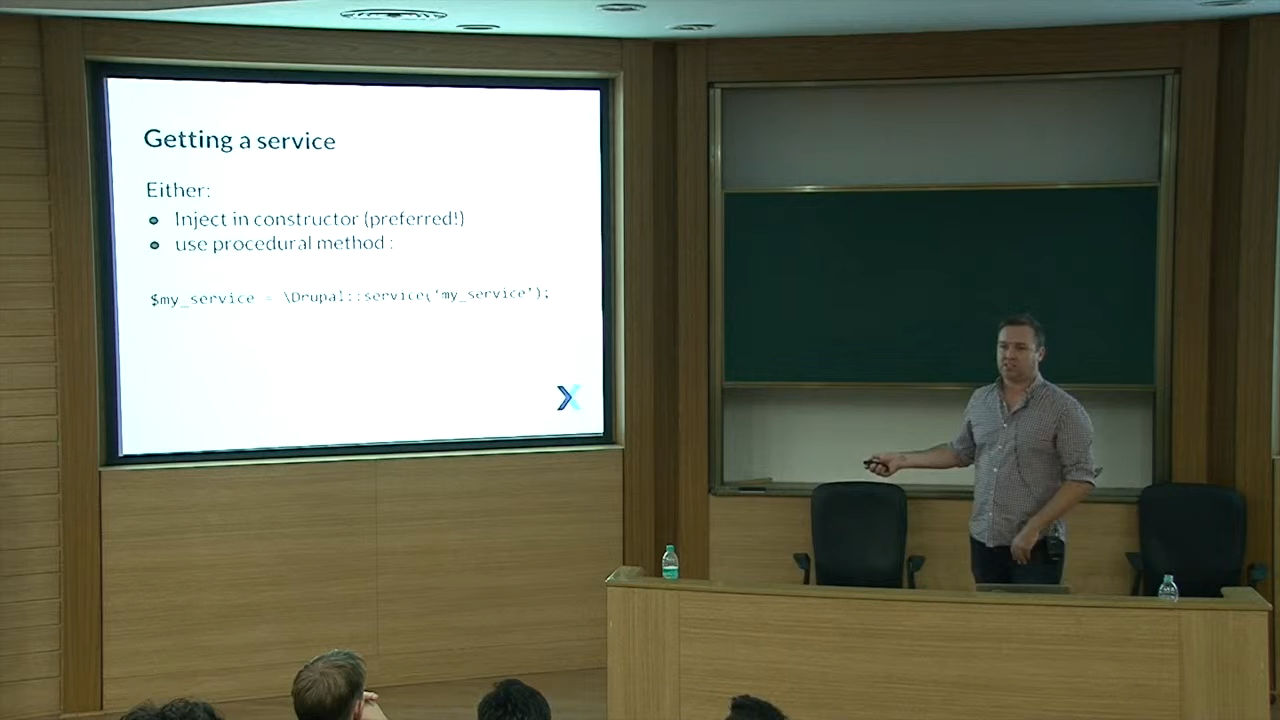 Getting a service
Either:
Inject in constructor (preferred!)
use procedural method :
$my_service = \Drupal::service('my_service');